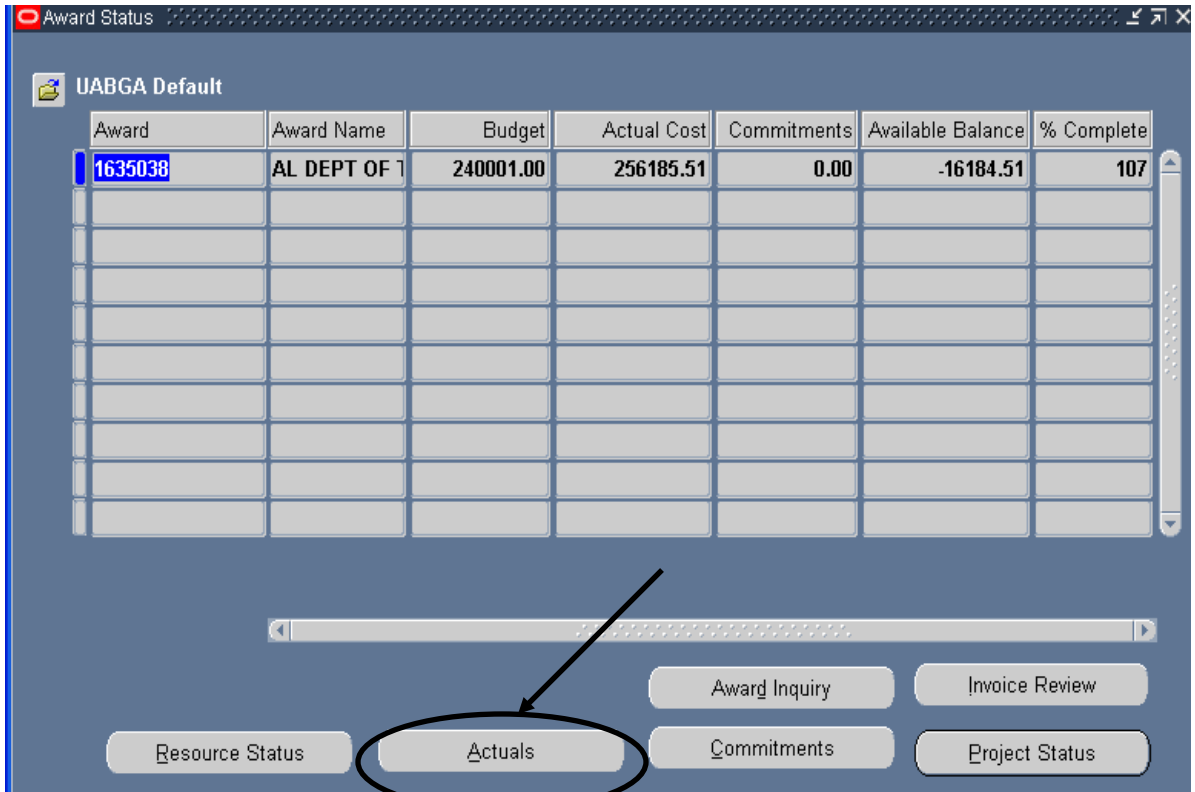 Award Status
UABGA Default
Award Award Name Budget Actual Cost Commitments Available Balance % Complete
1635038 AL DEPT OF 240001.00 256185.51 0.00 -16184.51 107
Award Inquiry Invoice Review
Resource Status Actuals Commitments Project Status